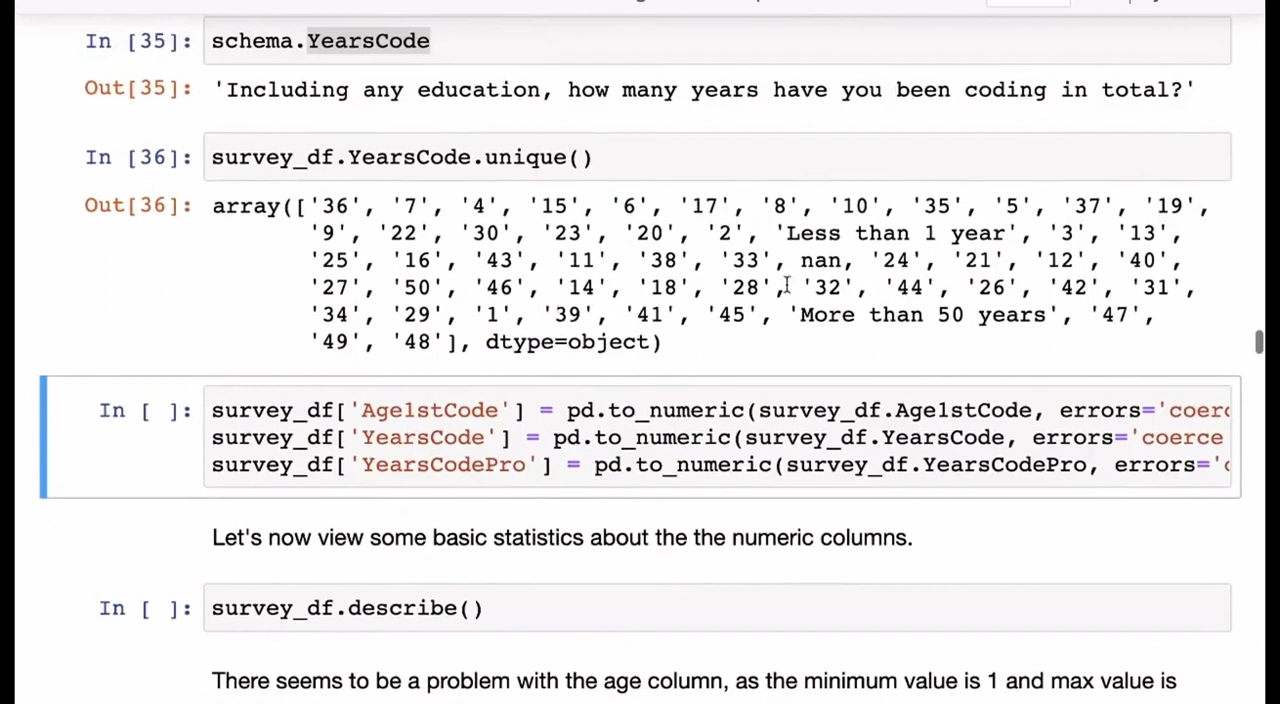 In [35]: schema.YearsCode
Out[35]: 'Including any education, how many years have you been coding in total?'
In [36]: survey_df.YearsCode.unique()
Out[36]: array(['36', '7', '4', '15', '6', '17', '8', '10', '35', '5', '37', '19',
'9', '22', '30', '23', '20', '2', 'Less than 1 year', '3', '13',
'25', '16', '43', '11', '38', '33', nan, '24', '21', '12', '40',
'27', '50', '46', '14', '18', '28', '32', '44', '26', '42', '31',
'34', '29', '1', '39', '41', '45', 'More than 50 years', '47',
'49', '48'], dtype=object)
In [ ]: survey_df['Age1stCode'] = pd.to_numeric(survey_df.Age1stCode, errors='coerc
survey_df['YearsCode'] = pd.to_numeric(survey_df.YearsCode, errors='coerce
survey_df['YearsCodePro'] = pd.to_numeric(survey_df.YearsCodePro, errors='c
Let's now view some basic statistics about the the numeric columns.
In [ ]: survey_df.describe()
There seems to be a problem with the age column, as the minimum value is 1 and max value is